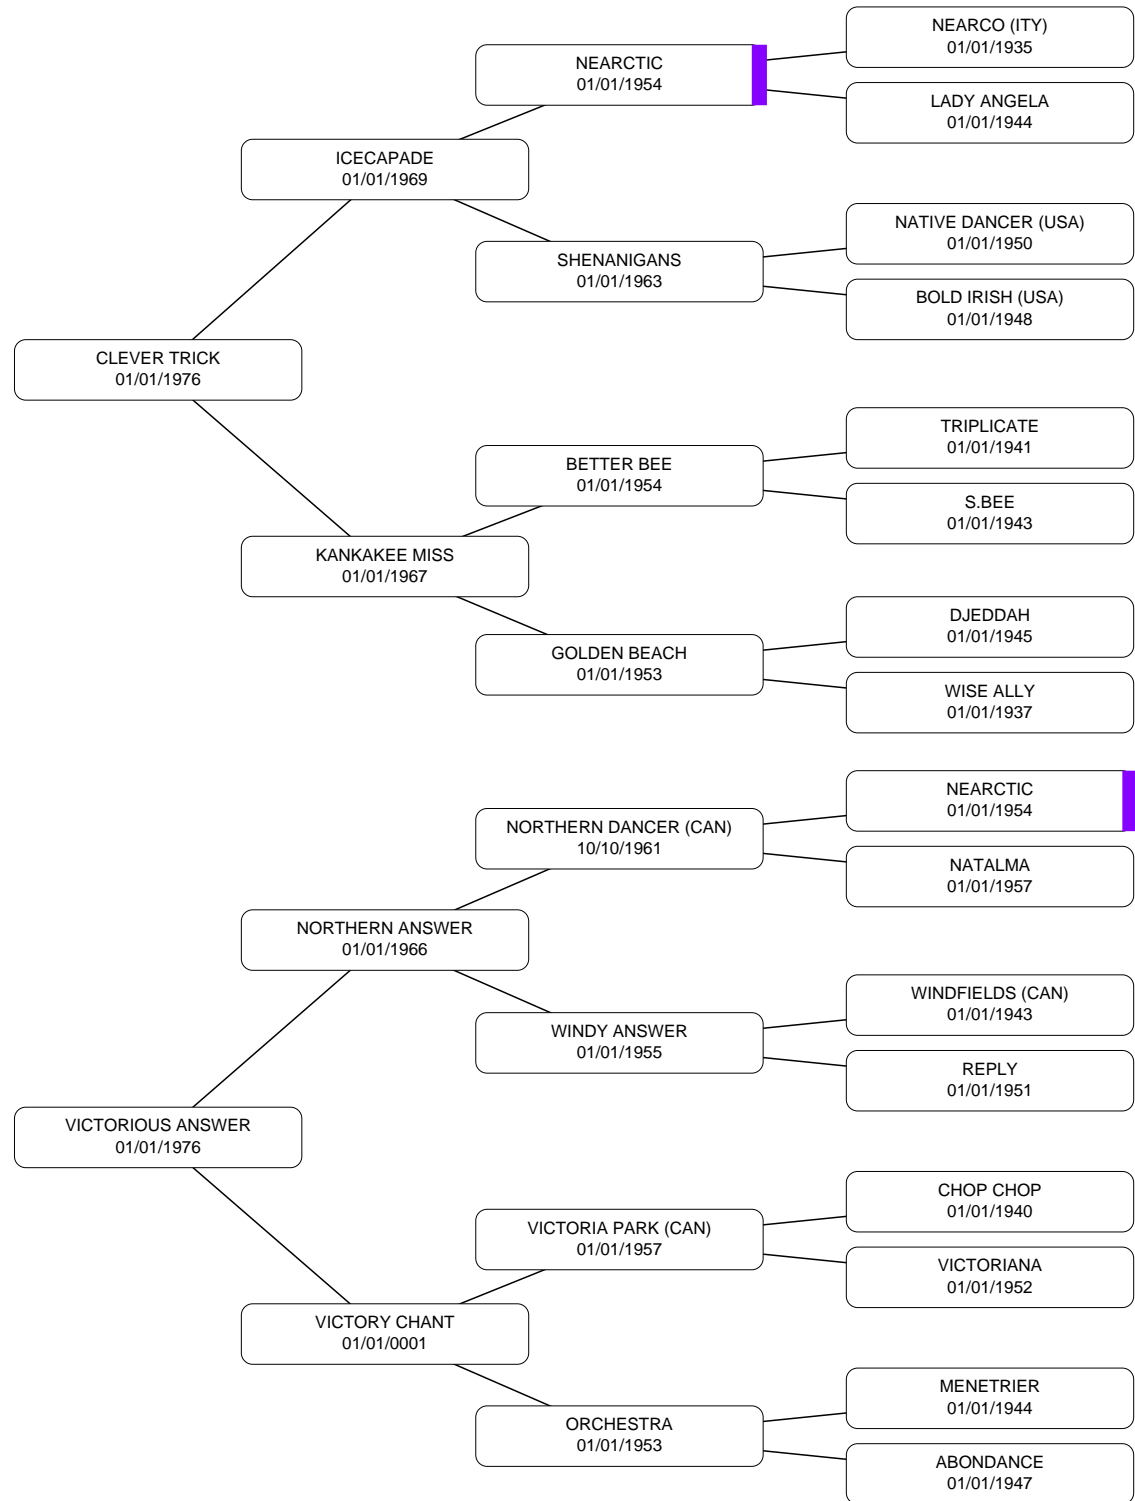 NEARCO (ITY)
01/01/1935
NEARCTIC
01/01/1954
LADY ANGELA
01/01/1944
ICECAPADE
01/01/1969
NATIVE DANCER (USA)
01/01/1950
SHENANIGANS
01/01/1963
BOLD IRISH (USA)
01/01/1948
CLEVER TRICK
01/01/1976
TRIPLICATE
01/01/1941
BETTER BEE
01/01/1954
S.BEE
01/01/1943
KANKAKEE MISS
01/01/1967
DJEDDAH
01/01/1945
GOLDEN BEACH
01/01/1953
WISE ALLY
01/01/1937
NEARCTIC
01/01/1954
NORTHERN DANCER (CAN)
10/10/1961
NATALMA
01/01/1957
NORTHERN ANSWER
01/01/1966
WINDFIELDS (CAN)
01/01/1943
WINDY ANSWER
01/01/1955
REPLY
01/01/1951
VICTORIOUS ANSWER
01/01/1976
CHOP CHOP
01/01/1940
VICTORIA PARK (CAN)
01/01/1957
VICTORIANA
01/01/1952
VICTORY CHANT
01/01/0001
MENETRIER
01/01/1944
ORCHESTRA
01/01/1953
ABONDANCE
01/01/1947